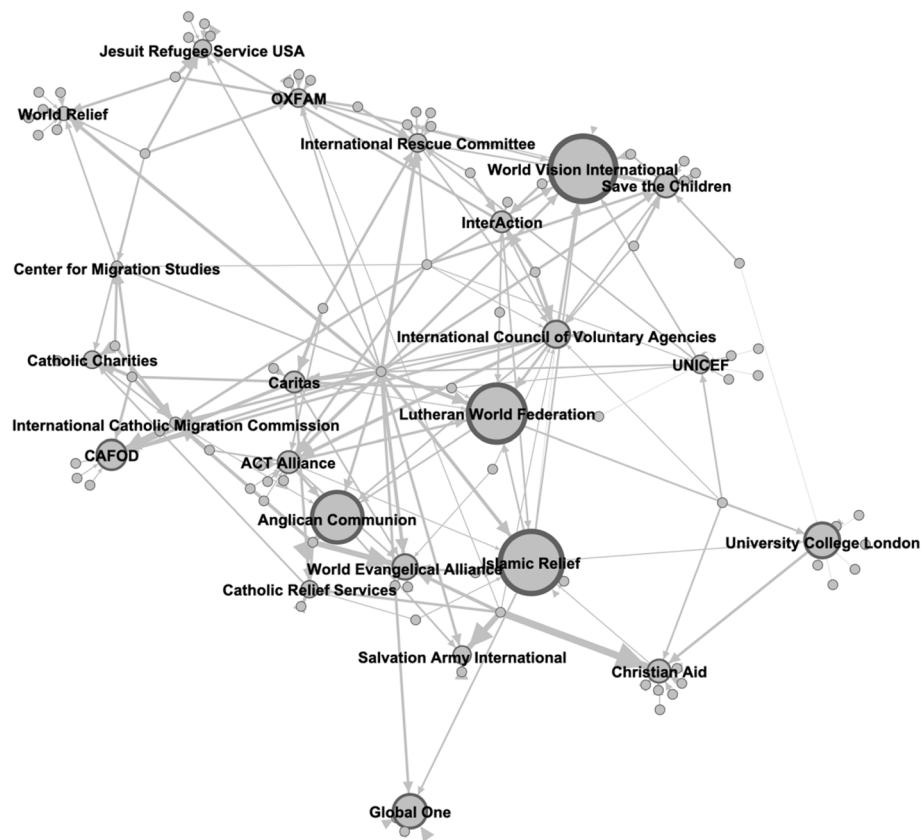 Jesuit Refugee Service USA
OXFAM
World Relief
International Rescue Committee
World Vision International
Save the Children
InterAction
Center for Migration Studies
International Council of Voluntary Agencies
Catholic Charities
UNICEF
Caritas
Lutheran World Federation
International Catholic Migration Commission
CAFOD
ACT Alliance
Anglican Communion
University College London
Islamic Relief
World Evangelical Alliance
Catholic Relief Services
Salvation Army International
Christian Aid
Global One